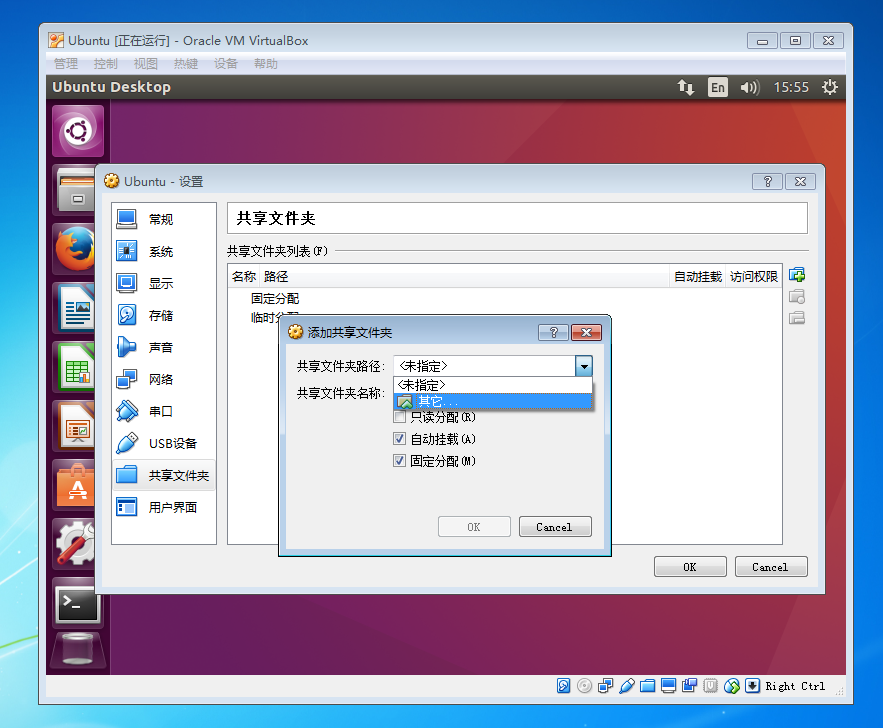 Ubuntu [正在运行] - Oracle VM VirtualBox
管理 控制 视图 热键 设备 帮助
Ubuntu Desktop En 15:55
Ubuntu - 设置
常规
系统
显示
存储
声音
网络
串口
USB设备
共享文件夹
用户界面
共享文件夹
共享文件夹列表(F)
名称 路径 自动挂载 访问权限
固定分配
临时分配
添加共享文件夹
共享文件夹路径: <未指定>
<未指定>
其它...
共享文件夹名称:
只读分配(R)
自动挂载(A)
固定分配(M)
OK Cancel
OK Cancel
Right Ctrl